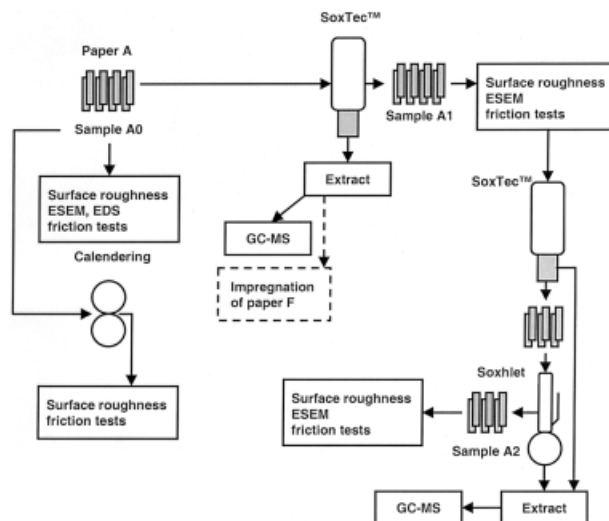 SoxTec™
Paper A
Sample A0
Sample A1
Surface roughness
ESEM
friction tests
Extract
SoxTec™
Surface roughness
ESEM, EDS
friction tests
GC-MS
Calendering
Impregnation
of paper F
Soxhlet
Surface roughness
friction tests
Surface roughness
ESEM
friction tests
Sample A2
GC-MS
Extract